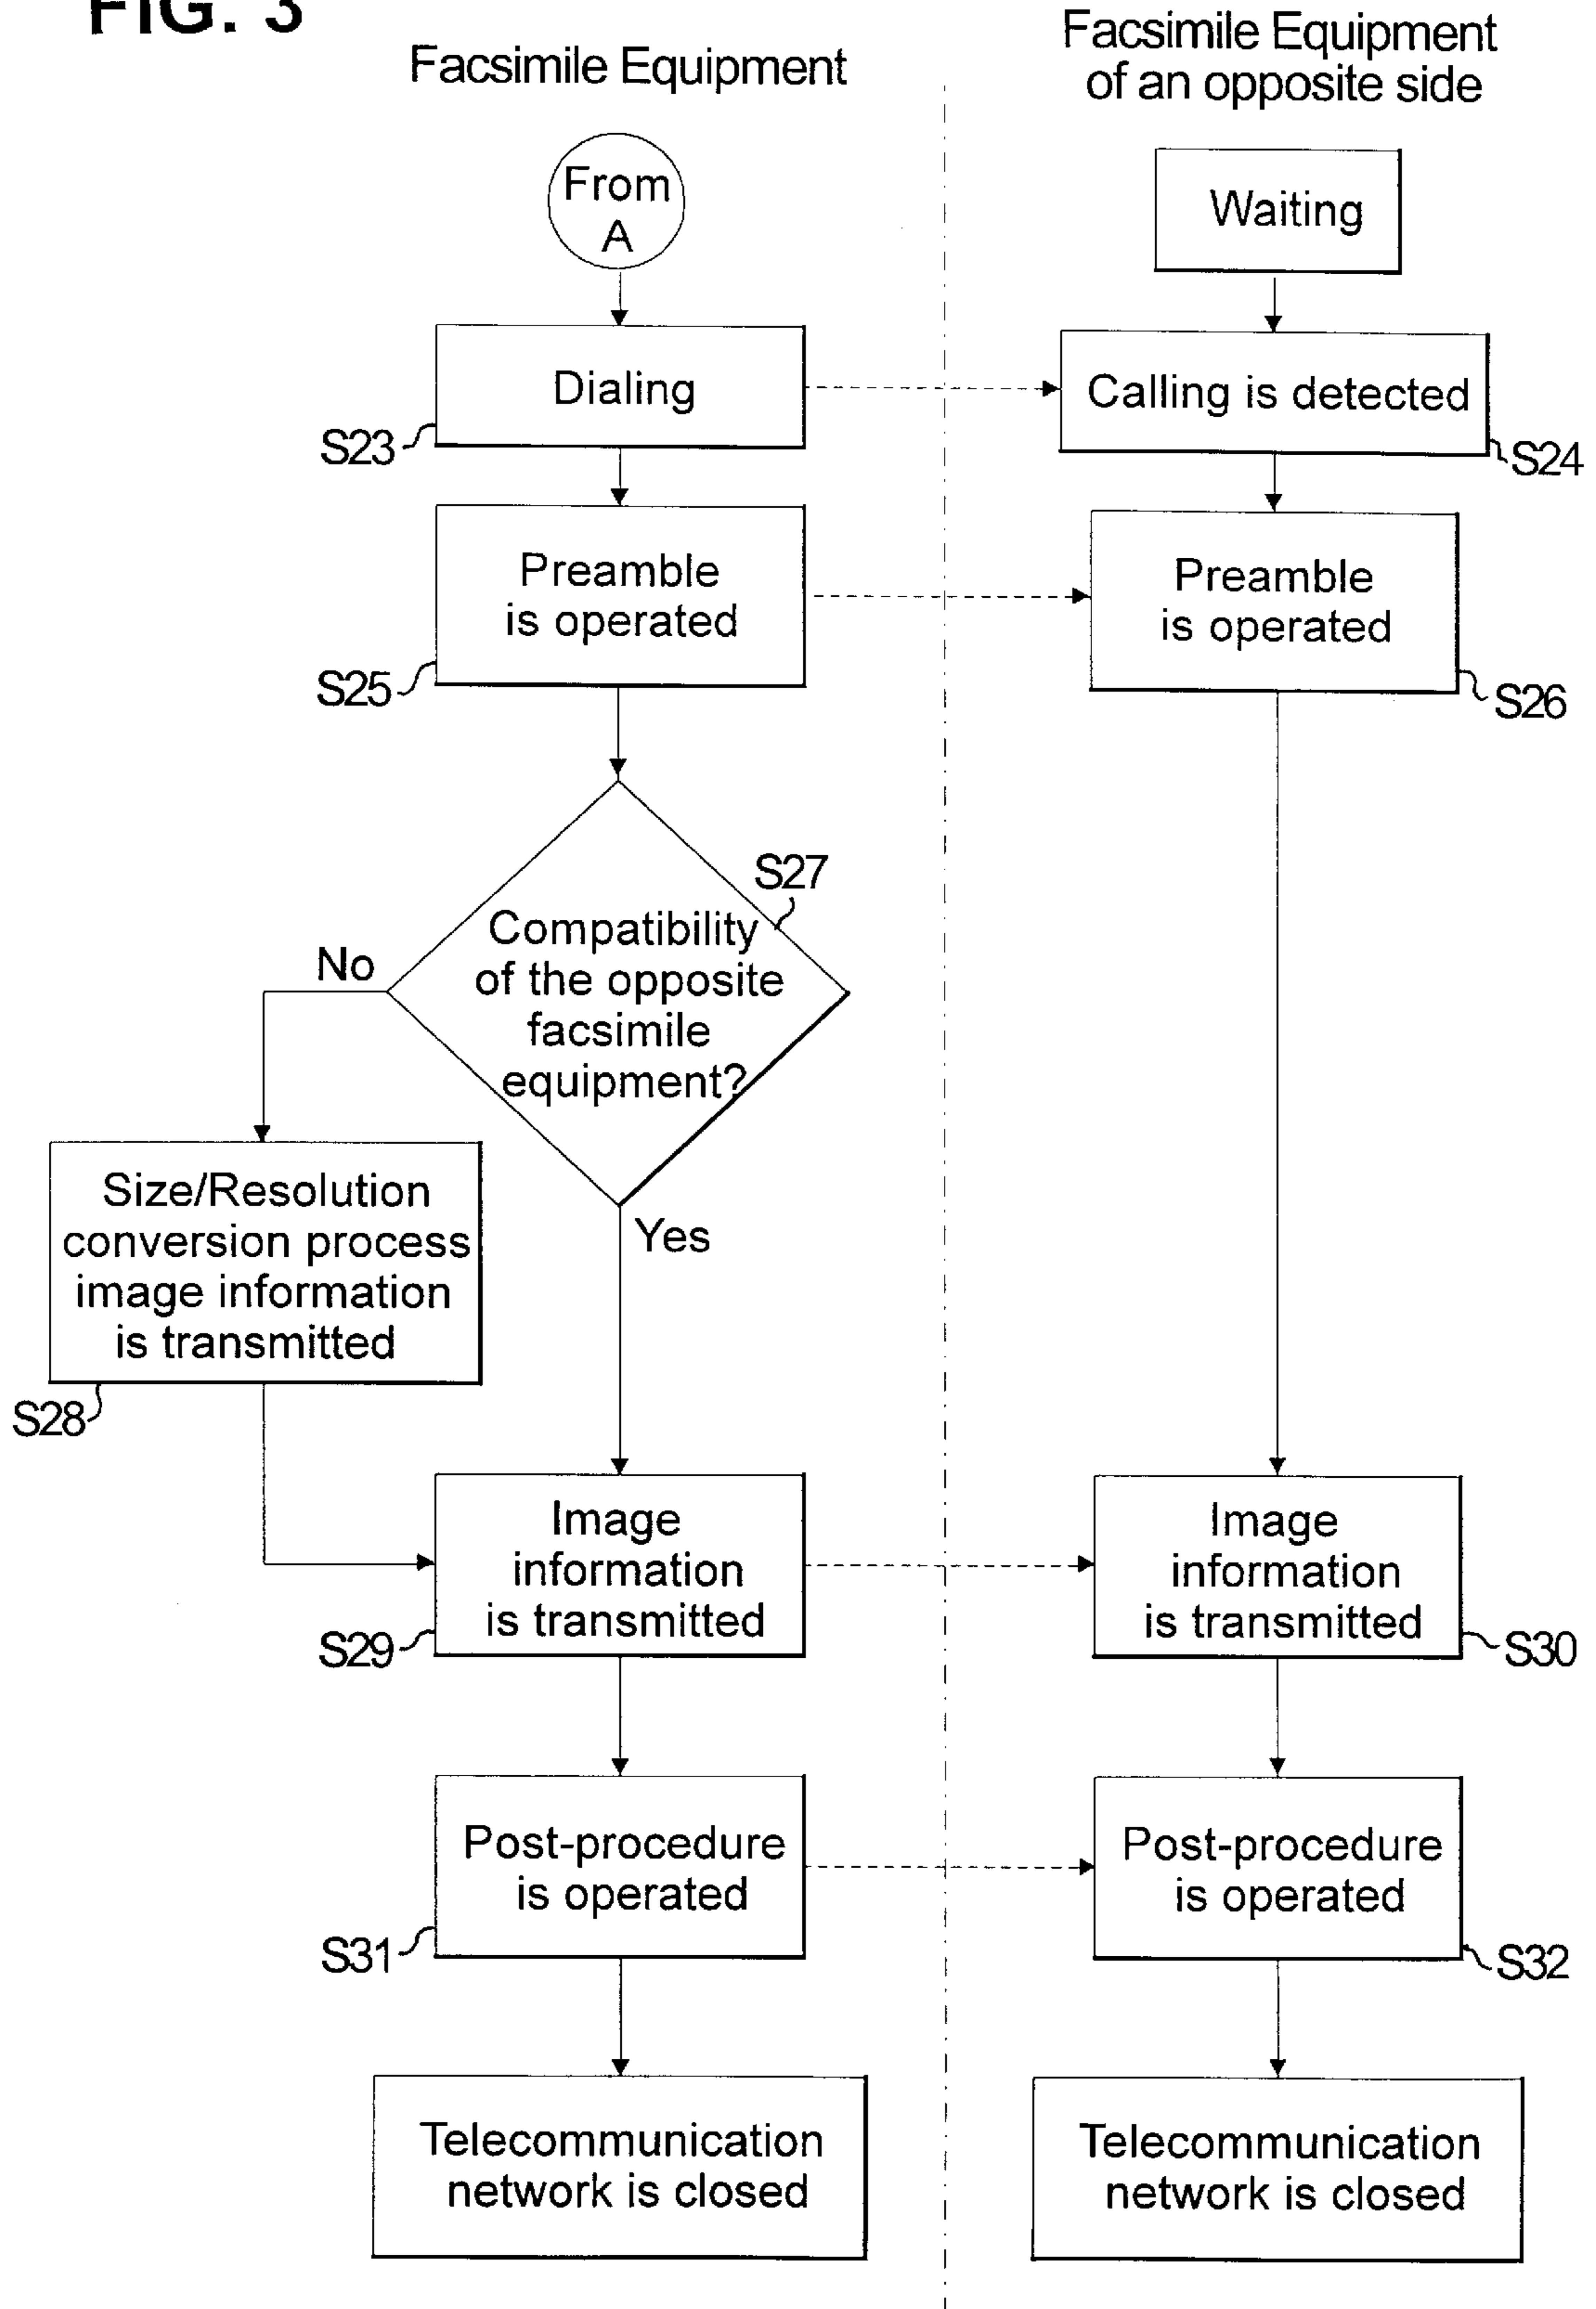 FIG. 3
Facsimile Equipment
Facsimile Equipment
of an opposite side
From
A
Waiting
Dialing
S23
Calling is detected
S24
Preamble
is operated
S25
Preamble
is operated
S26
S27
Compatibility
of the opposite
facsimile
equipment?
No
Yes
Size/Resolution
conversion process
image information
is transmitted
S28
Image
information
is transmitted
S29
Image
information
is transmitted
S30
Post-procedure
is operated
S31
Post-procedure
is operated
S32
Telecommunication
network is closed
Telecommunication
network is closed